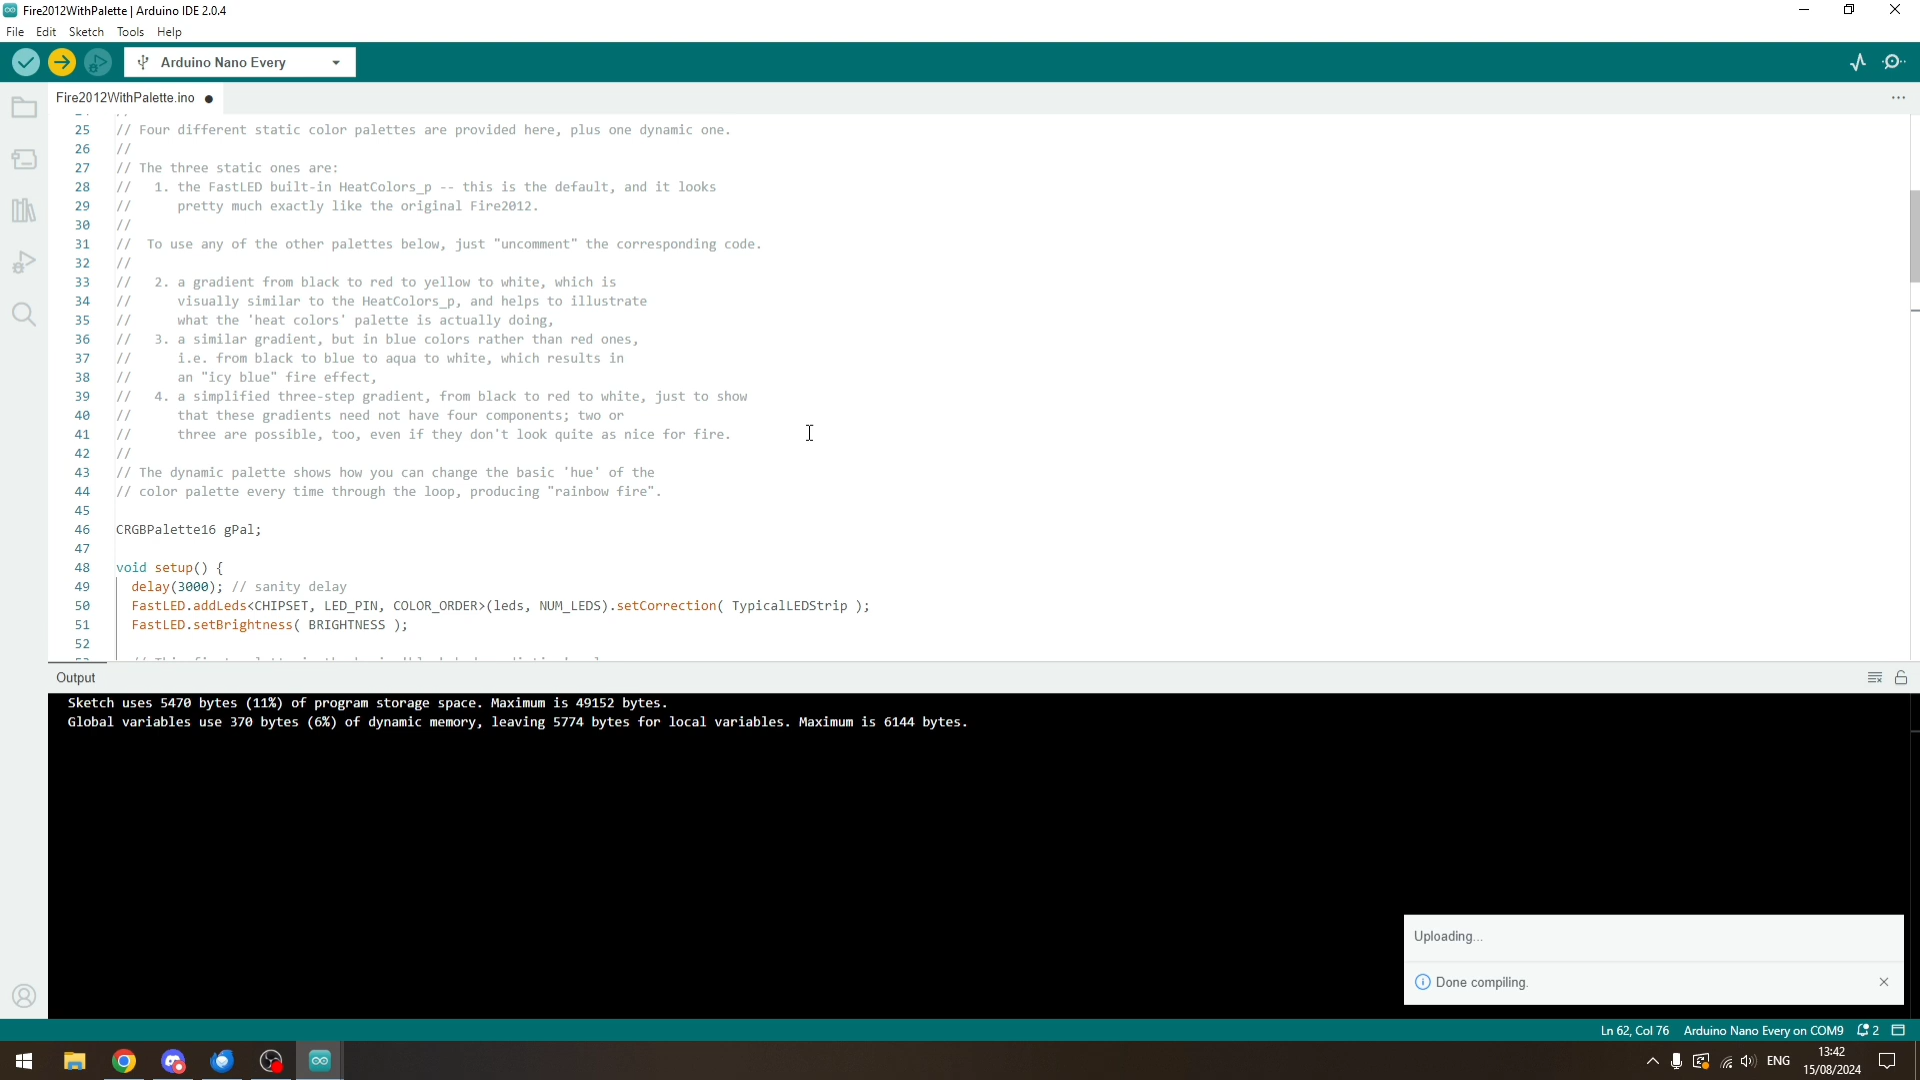 Fire2012WithPalette | Arduino IDE 2.0.4
File Edit Sketch Tools Help
Arduino Nano Every
Fire2012WithPalette.ino
25 // Four different static color palettes are provided here, plus one dynamic one.
26 //
27 // The three static ones are:
28 //   1. the FastLED built-in HeatColors_p -- this is the default, and it looks
29 //      pretty much exactly like the original Fire2012.
30 //
31 //  To use any of the other palettes below, just "uncomment" the corresponding code.
32 //
33 //   2. a gradient from black to red to yellow to white, which is
34 //      visually similar to the HeatColors_p, and helps to illustrate
35 //      what the 'heat colors' palette is actually doing,
36 //   3. a similar gradient, but in blue colors rather than red ones,
37 //      i.e. from black to blue to aqua to white, which results in
38 //      an "icy blue" fire effect,
39 //   4. a simplified three-step gradient, from black to red to white, just to show
40 //      that these gradients need not have four components; two or
41 //      three are possible, too, even if they don't look quite as nice for fire.
42 //
43 // The dynamic palette shows how you can change the basic 'hue' of the
44 // color palette every time through the loop, producing "rainbow fire".
45
46 CRGBPalette16 gPal;
47
48 void setup() {
49   delay(3000); // sanity delay
50   FastLED.addLeds<CHIPSET, LED_PIN, COLOR_ORDER>(leds, NUM_LEDS).setCorrection( TypicalLEDStrip );
51   FastLED.setBrightness( BRIGHTNESS );
52
Output
Sketch uses 5470 bytes (11%) of program storage space. Maximum is 49152 bytes.
Global variables use 370 bytes (6%) of dynamic memory, leaving 5774 bytes for local variables. Maximum is 6144 bytes.
Uploading...
Done compiling.
Ln 62, Col 76 Arduino Nano Every on COM9 2
ENG
13:42
15/08/2024